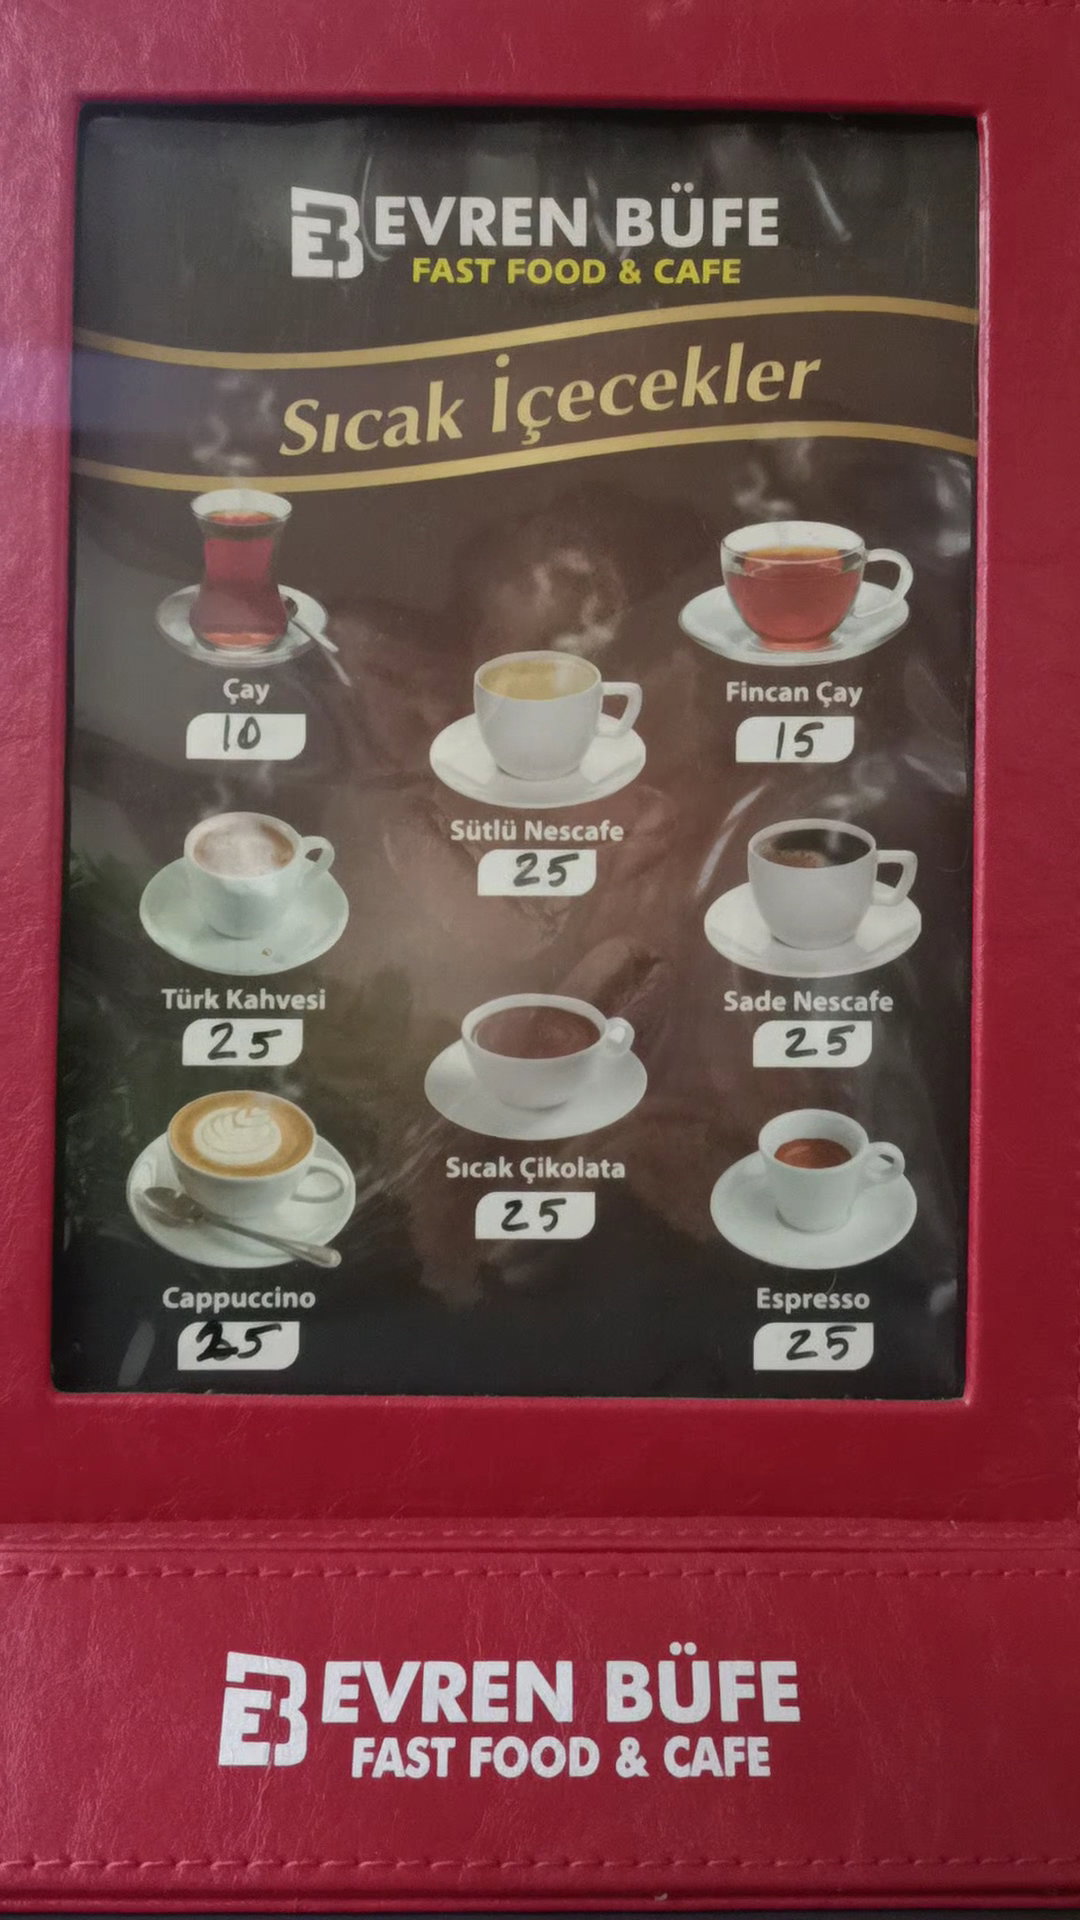 EB EVREN BÜFE
FAST FOOD & CAFE
Sıcak İçecekler
Çay
10
Fincan Çay
15
Sütlü Nescafe
25
Türk Kahvesi
25
Sade Nescafe
25
Sıcak Çikolata
25
Cappuccino
25
Espresso
25
EB EVREN BÜFE
FAST FOOD & CAFE